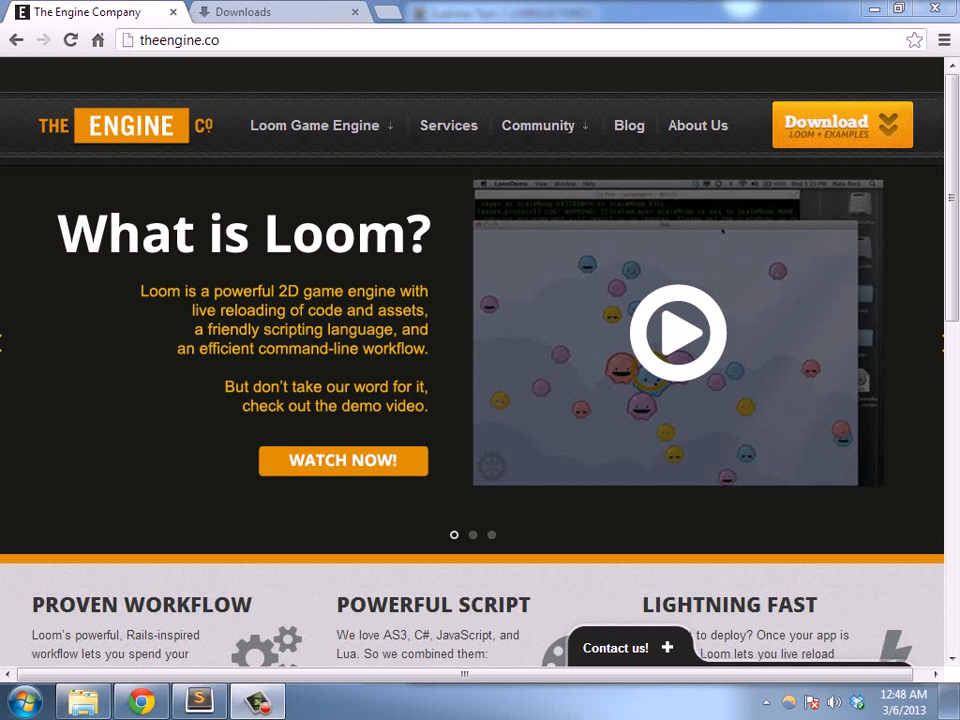 The Engine Company
Downloads
theengine.co
THE ENGINE CO
Loom Game Engine
Services
Community
Blog
About Us
Download
LOOM + EXAMPLES
What is Loom?
Loom is a powerful 2D game engine with
live reloading of code and assets,
a friendly scripting language, and
an efficient command-line workflow.
But don't take our word for it,
check out the demo video.
WATCH NOW!
LoomDemo View Window Help
PROVEN WORKFLOW
Loom's powerful, Rails-inspired
workflow lets you spend your
POWERFUL SCRIPT
We love AS3, C#, JavaScript, and
Lua. So we combined them:
LIGHTNING FAST
to deploy? Once your app is
Loom lets you live reload
Contact us!
12:48 AM
3/6/2013